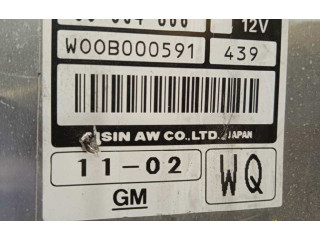 12V
W00B000591 439
AISIN AW CO.,LTD. JAPAN
11-02 WQ
GM